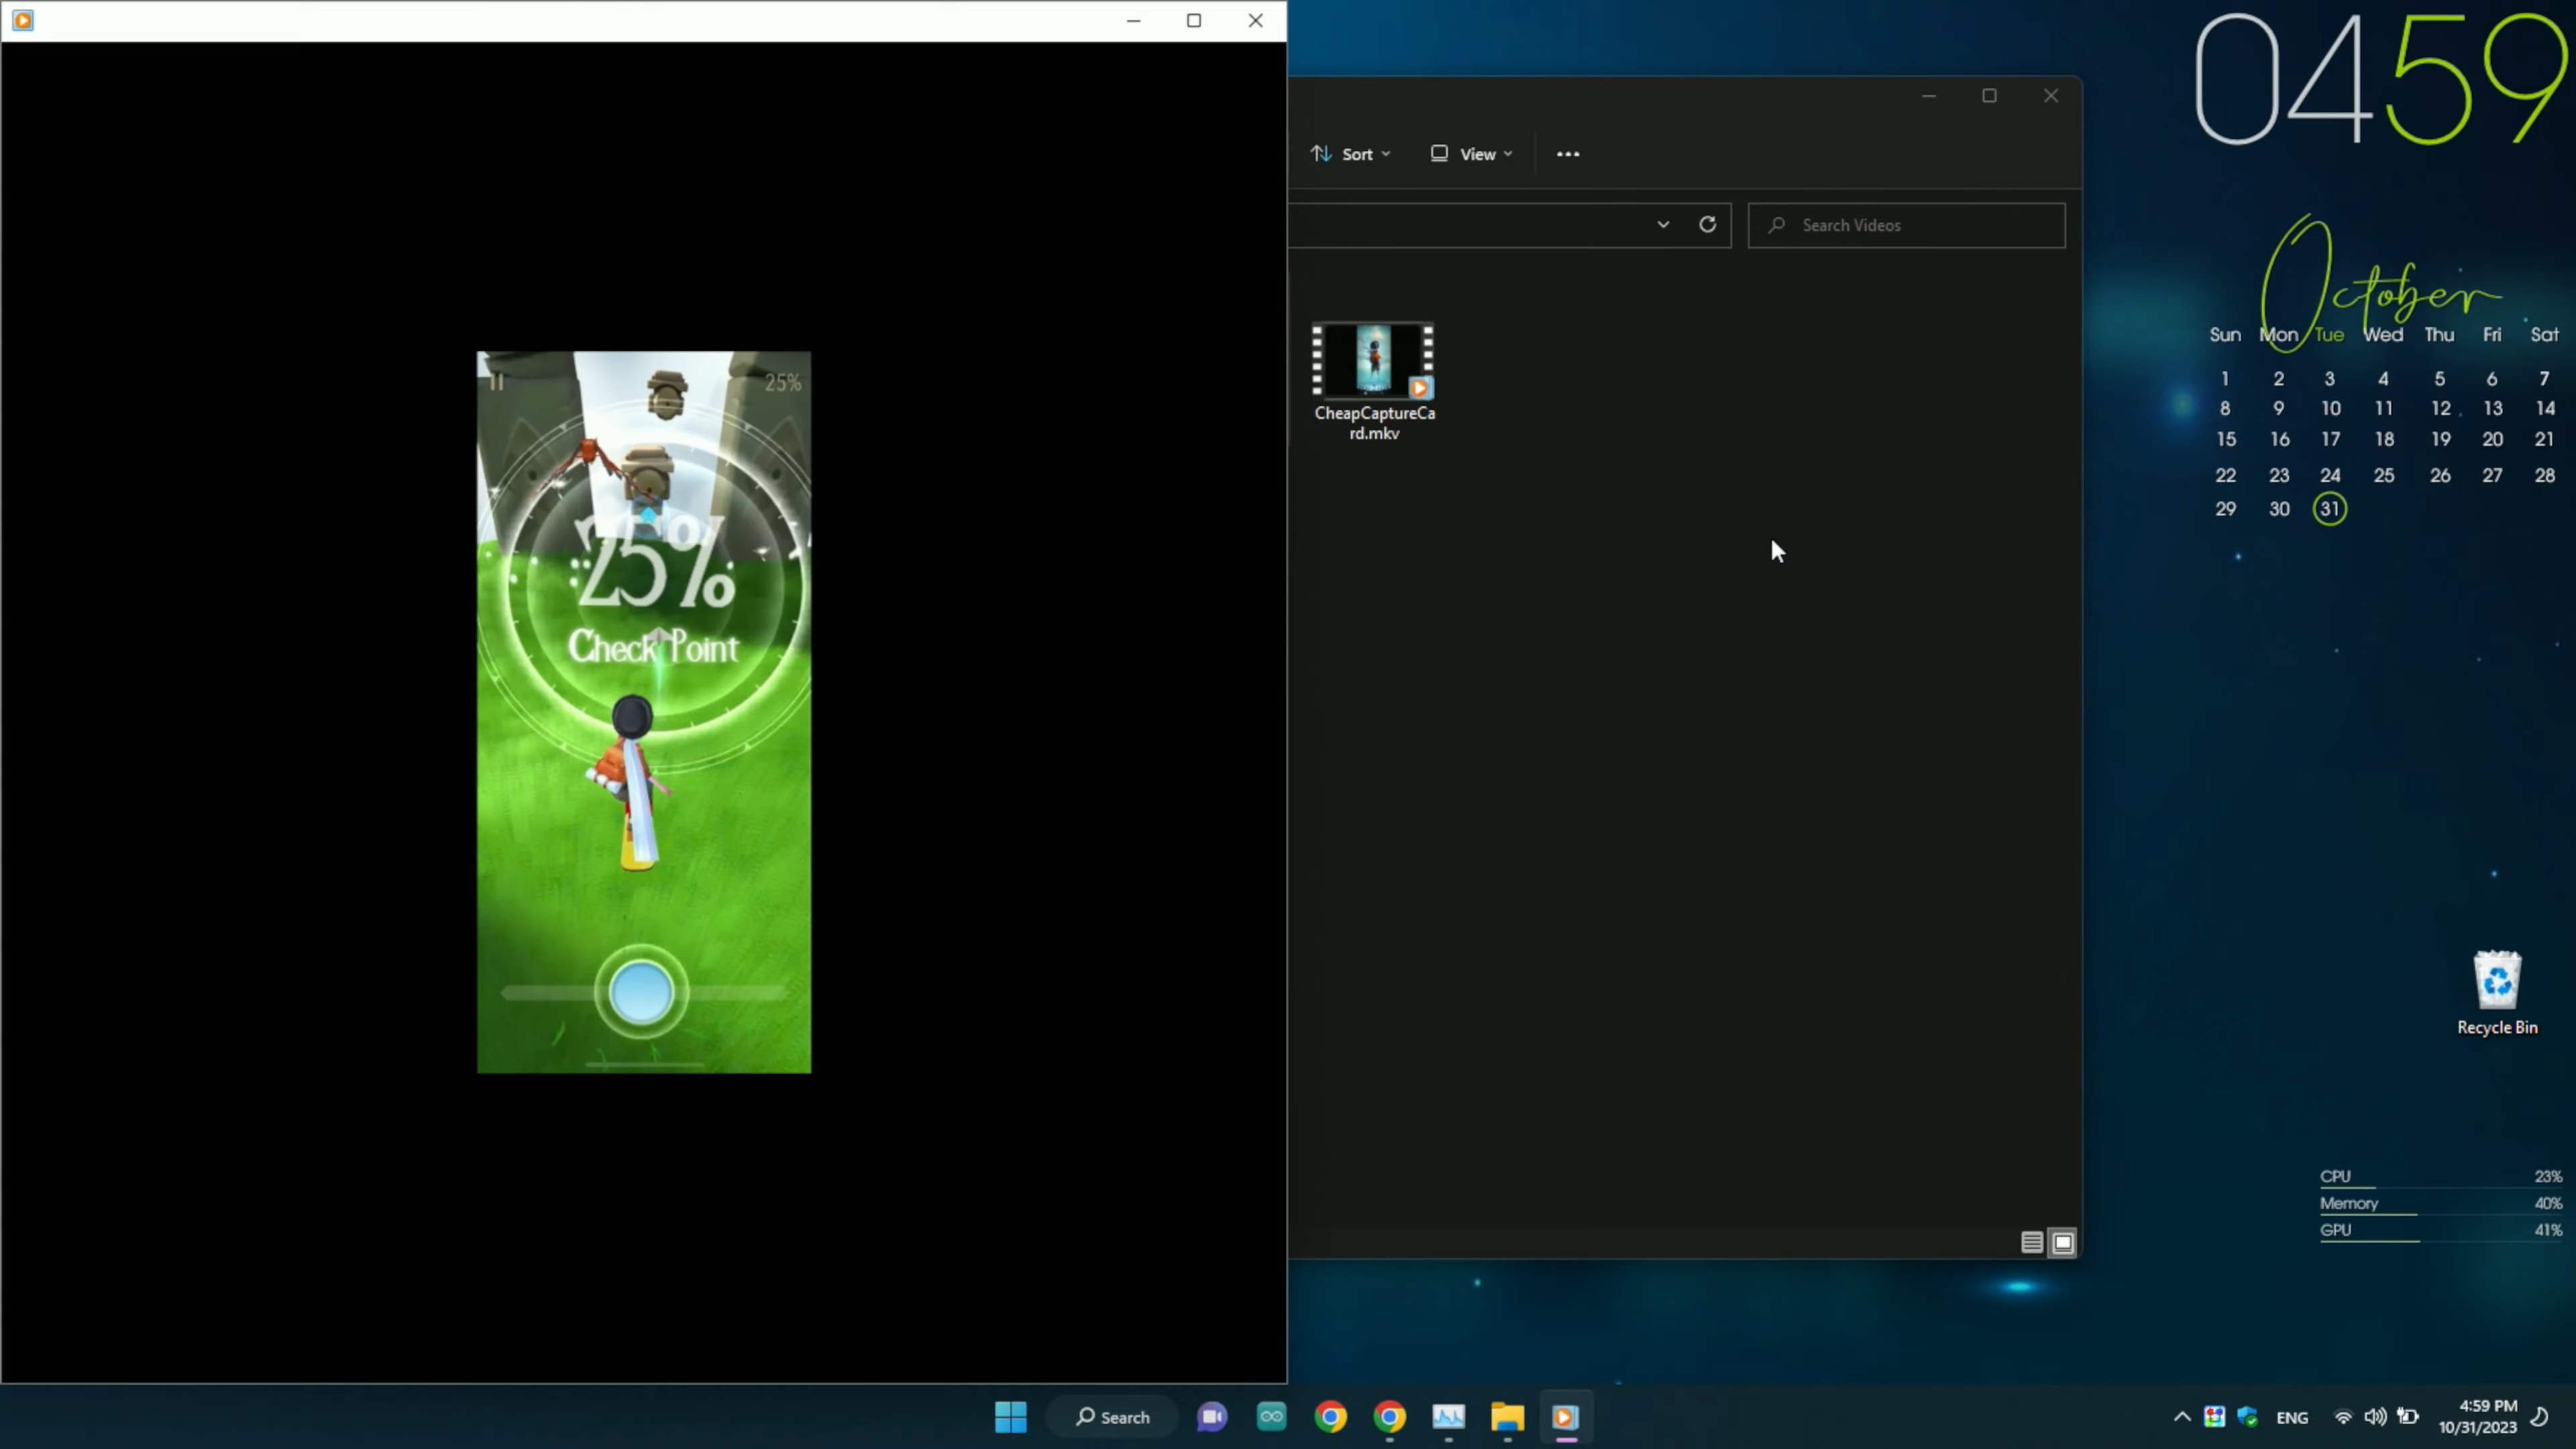 25%
25%
Check Point
Sort
View
Search Videos
CheapCaptureCa
rd.mkv
0459
October
Sun Mon Tue Wed Thu Fri Sat
1 2 3 4 5 6 7
8 9 10 11 12 13 14
15 16 17 18 19 20 21
22 23 24 25 26 27 28
29 30 31
Recycle Bin
CPU 23%
Memory 40%
GPU 41%
Search
ENG
4:59 PM
10/31/2023